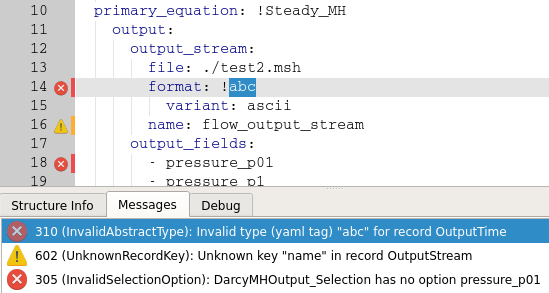 10 primary_equation: !Steady_MH
11 output:
12 output_stream:
13 file: ./test2.msh
14 format: !abc
15 variant: ascii
16 name: flow_output_stream
17 output_fields:
18 - pressure_p01
19 - pressure_p1
Structure Info Messages Debug
310 (InvalidAbstractType): Invalid type (yaml tag) "abc" for record OutputTime
602 (UnknownRecordKey): Unknown key "name" in record OutputStream
305 (InvalidSelectionOption): DarcyMHOutput_Selection has no option pressure_p01